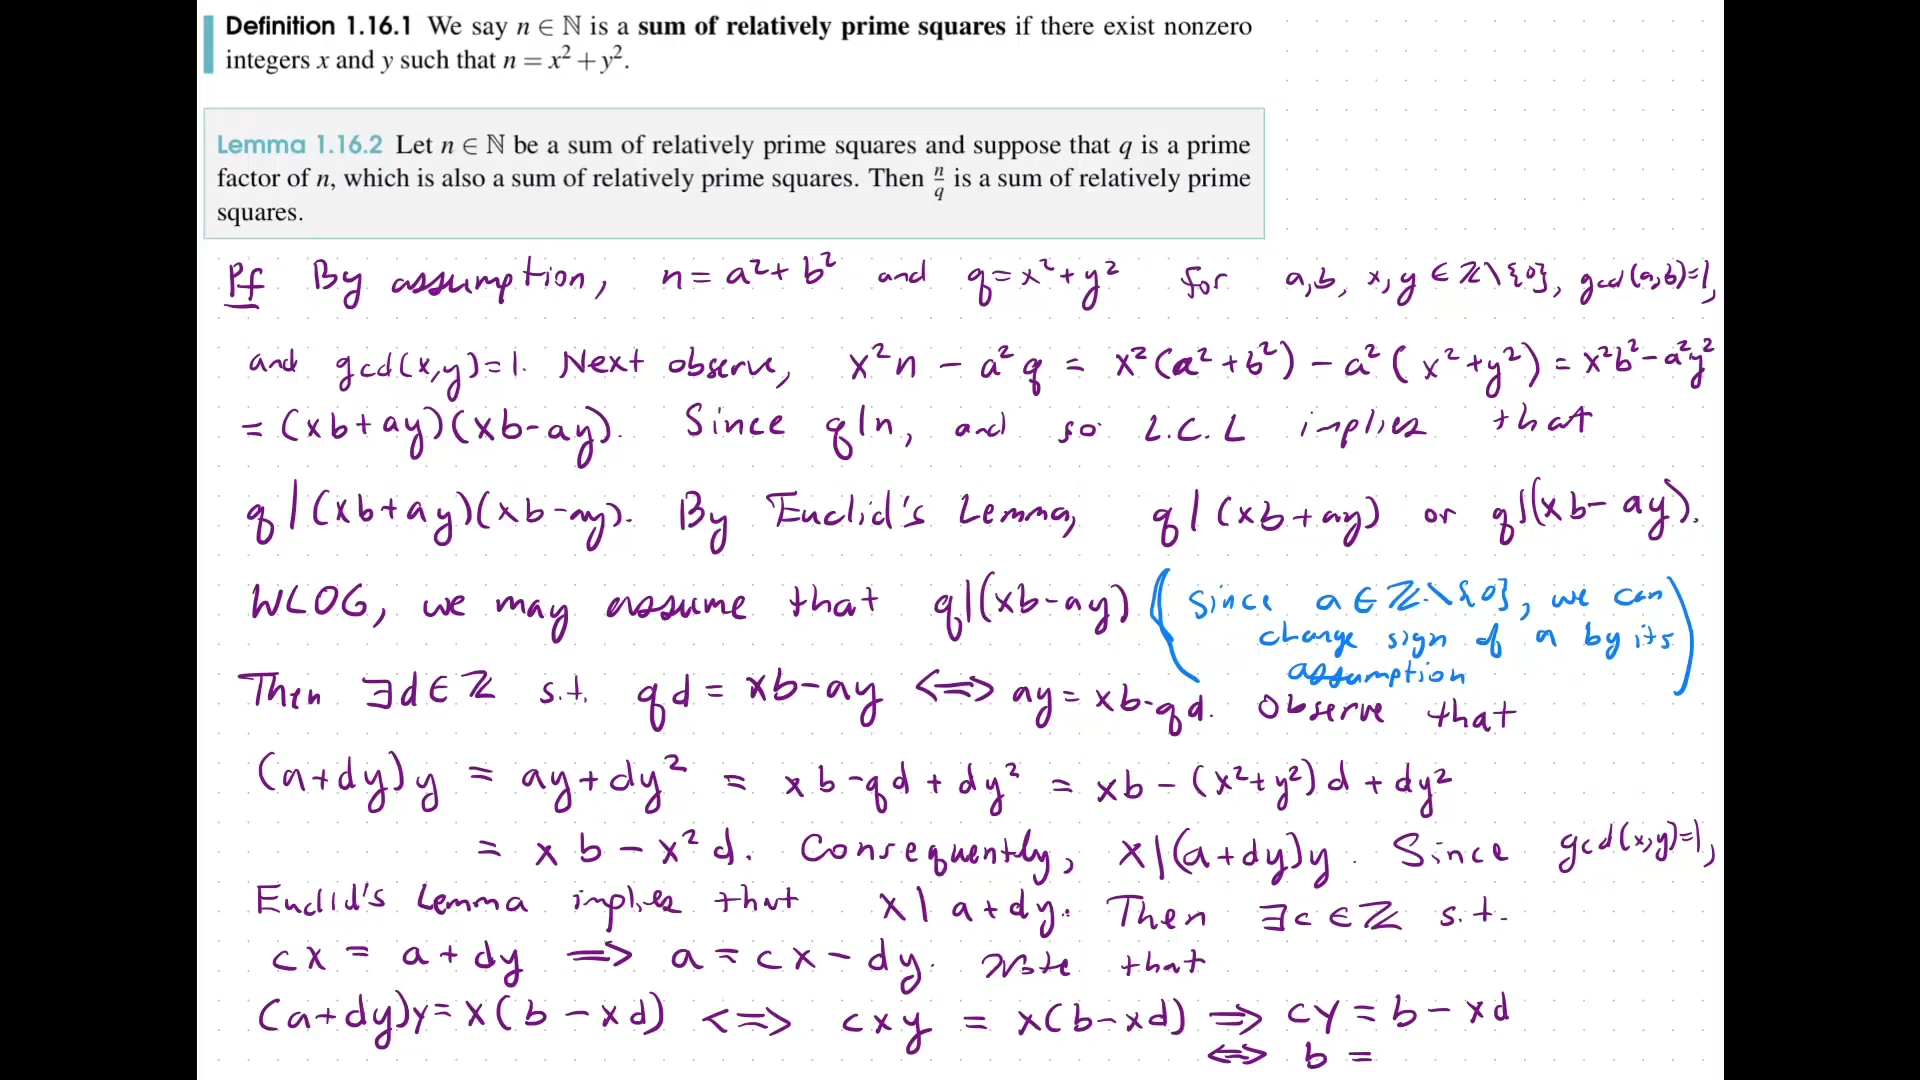 Definition 1.16.1 We say n ∈ ℕ is a sum of relatively prime squares if there exist nonzero
integers x and y such that n = x² + y².
Lemma 1.16.2 Let n ∈ ℕ be a sum of relatively prime squares and suppose that q is a prime
factor of n, which is also a sum of relatively prime squares. Then n/q is a sum of relatively prime
squares.
Pf By assumption, n = a² + b² and q = x² + y² for a,b, x,y ∈ ℤ\{0}, gcd(a,b)=1,
and gcd(x,y)=1. Next observe, x²n - a²q = x²(a² + b²) - a²(x² + y²) = x²b² - a²y²
= (xb+ay)(xb-ay). Since q|n, and so L.C.L implies that
q|(xb+ay)(xb-ay). By Euclid's Lemma, q|(xb+ay) or q|(xb-ay).
WLOG, we may assume that q|(xb-ay) (Since a ∈ ℤ\{0}, we can
change sign of a by its
assumption)
Then ∃d ∈ ℤ s.t. qd = xb-ay <=> ay = xb-qd. Observe that
(a+dy)y = ay+dy² = xb-qd+dy² = xb-(x²+y²)d+dy²
= xb-x²d. Consequently, x|(a+dy)y. Since gcd(x,y)=1,
Euclid's Lemma implies that x|a+dy. Then ∃c ∈ ℤ s.t.
cx = a+dy => a = cx-dy. Note that
(a+dy)y = x(b-xd) <=> cxy = x(b-xd) => cy = b-xd
<=> b =